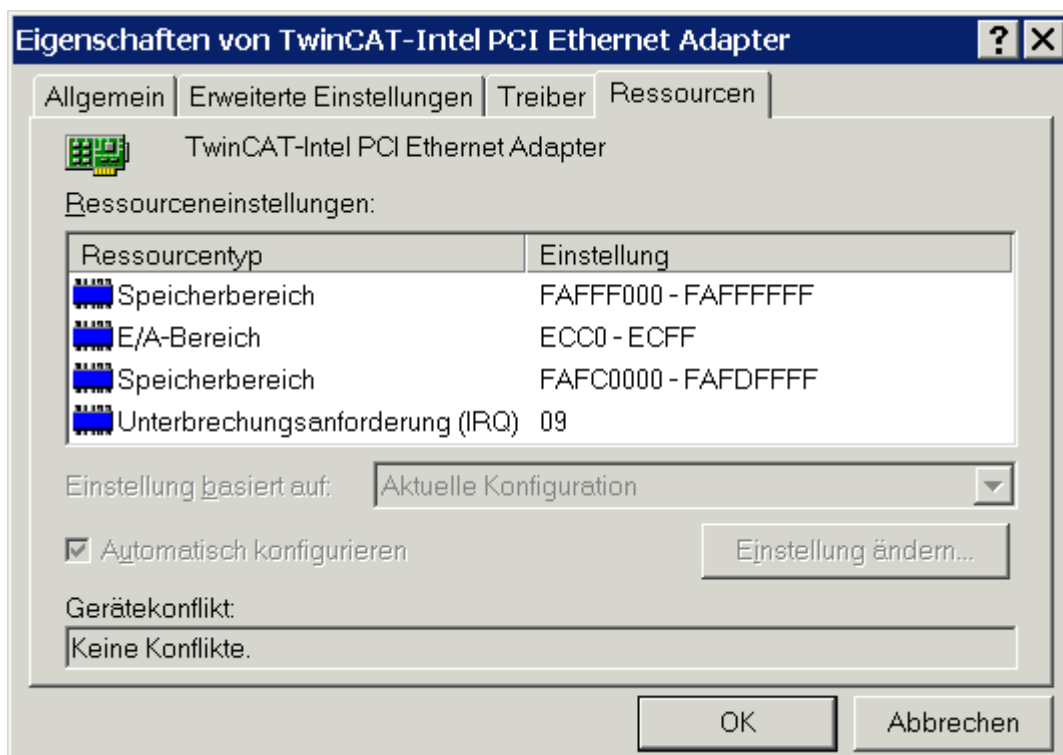 Eigenschaften von TwinCAT-Intel PCI Ethernet Adapter
Allgemein Erweiterte Einstellungen Treiber Ressourcen
TwinCAT-Intel PCI Ethernet Adapter
Ressourceneinstellungen:
Ressourcentyp Einstellung
Speicherbereich FAFFF000 - FAFFFFFF
E/A-Bereich ECC0 - ECFF
Speicherbereich FAFC0000 - FAFDFFFF
Unterbrechungsanforderung (IRQ) 09
Einstellung basiert auf: Aktuelle Konfiguration
Automatisch konfigurieren Einstellung ändern...
Gerätekonflikt:
Keine Konflikte.
OK Abbrechen